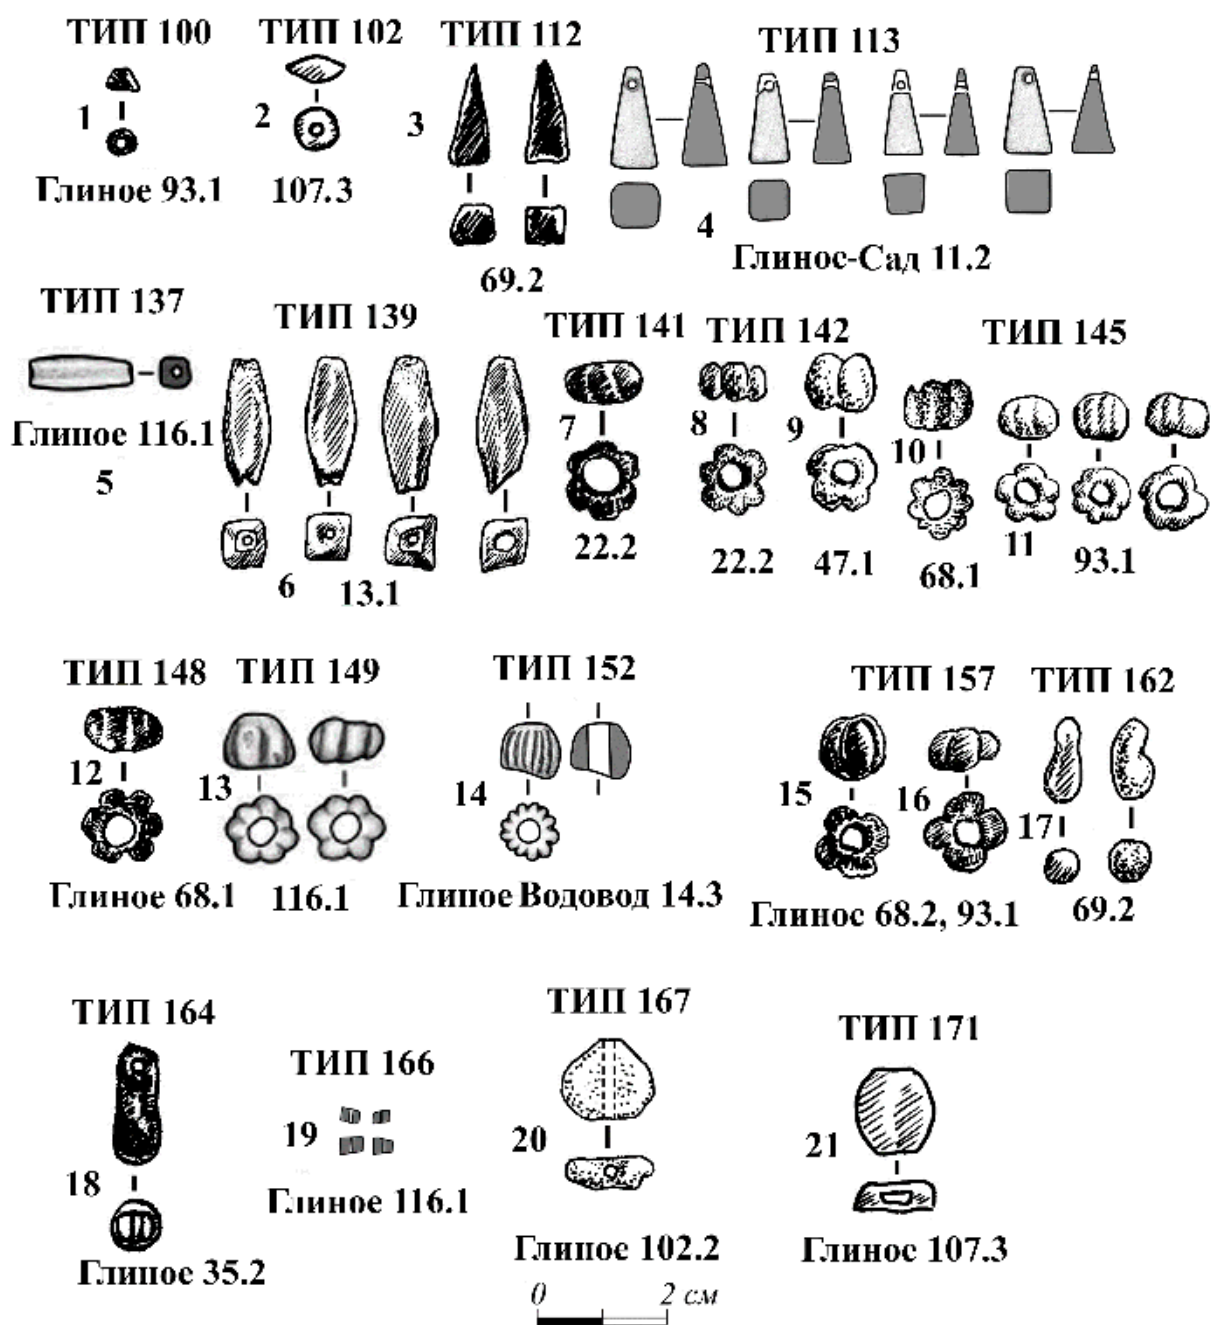 ТИП 100
ТИП 102
ТИП 112
ТИП 113
1
2
3
4
Глиное 93.1
107.3
69.2
Глинос-Сад 11.2
ТИП 137
ТИП 139
ТИП 141
ТИП 142
ТИП 145
Глипое 116.1
5
6
13.1
7
22.2
8
22.2
9
47.1
10
68.1
11
93.1
ТИП 148
ТИП 149
ТИП 152
ТИП 157
ТИП 162
12
13
14
15
16
17
Глиное 68.1
116.1
Глипое Водовод 14.3
Глинос 68.2, 93.1
69.2
ТИП 164
ТИП 166
ТИП 167
ТИП 171
18
19
20
21
Глипое 35.2
Глиное 116.1
Глипое 102.2
Глинос 107.3
0 2 см